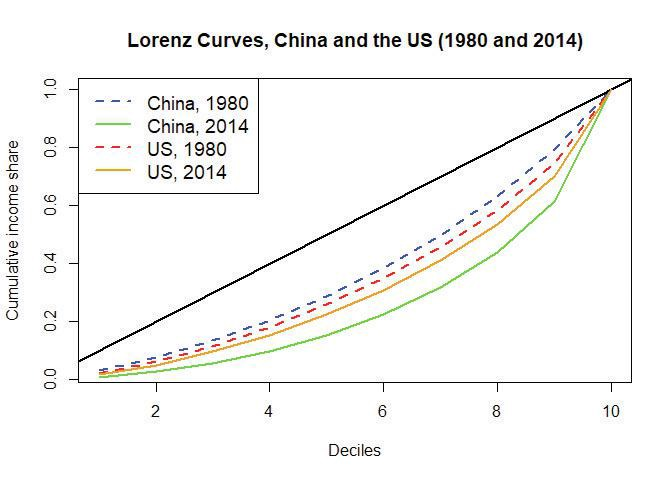 Lorenz Curves, China and the US (1980 and 2014)
China, 1980
China, 2014
US, 1980
US, 2014
Cumulative income share
1.0
0.8
0.6
0.4
0.2
0.0
2 4 6 8 10
Deciles